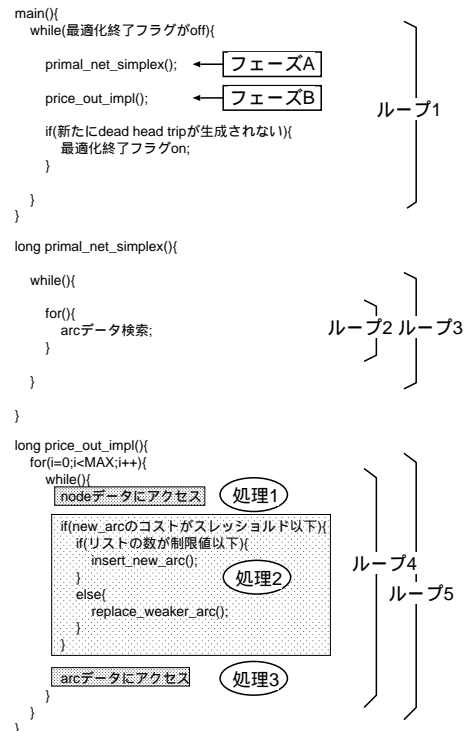 main(){
while(最適化終了フラグがoff){
primal_net_simplex(); フェーズA
price_out_impl(); フェーズB
ループ1
if(新たにdead head tripが生成されない){
最適化終了フラグon;
}
}
}
long primal_net_simplex(){
while(){
for(){
arcデータ検索;
ループ2 ループ3
}
}
}
long price_out_impl(){
for(i=0;i<MAX;i++){
while(){
nodeデータにアクセス 処理1
if(new_arcのコストがスレッショルド以下){
if(リストの数が制限値以下){
insert_new_arc();
ループ4
}
処理2
else{
ループ5
replace_weaker_arc();
}
}
arcデータにアクセス 処理3
}
}
}